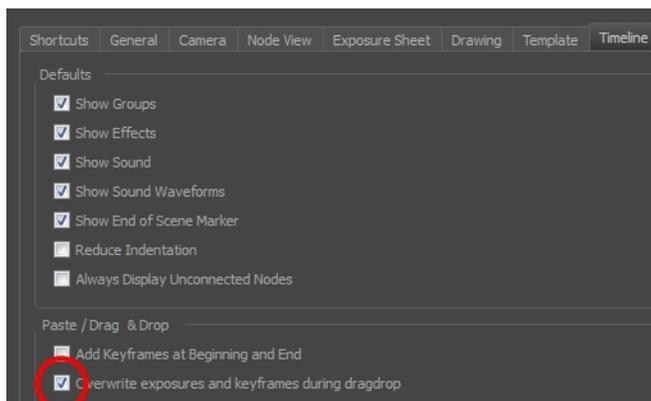 Shortcuts General Camera Node View Exposure Sheet Drawing Template Timeline
Defaults
Show Groups
Show Effects
Show Sound
Show Sound Waveforms
Show End of Scene Marker
Reduce Indentation
Always Display Unconnected Nodes
Paste / Drag & Drop
Add Keyframes at Beginning and End
Overwrite exposures and keyframes during dragdrop